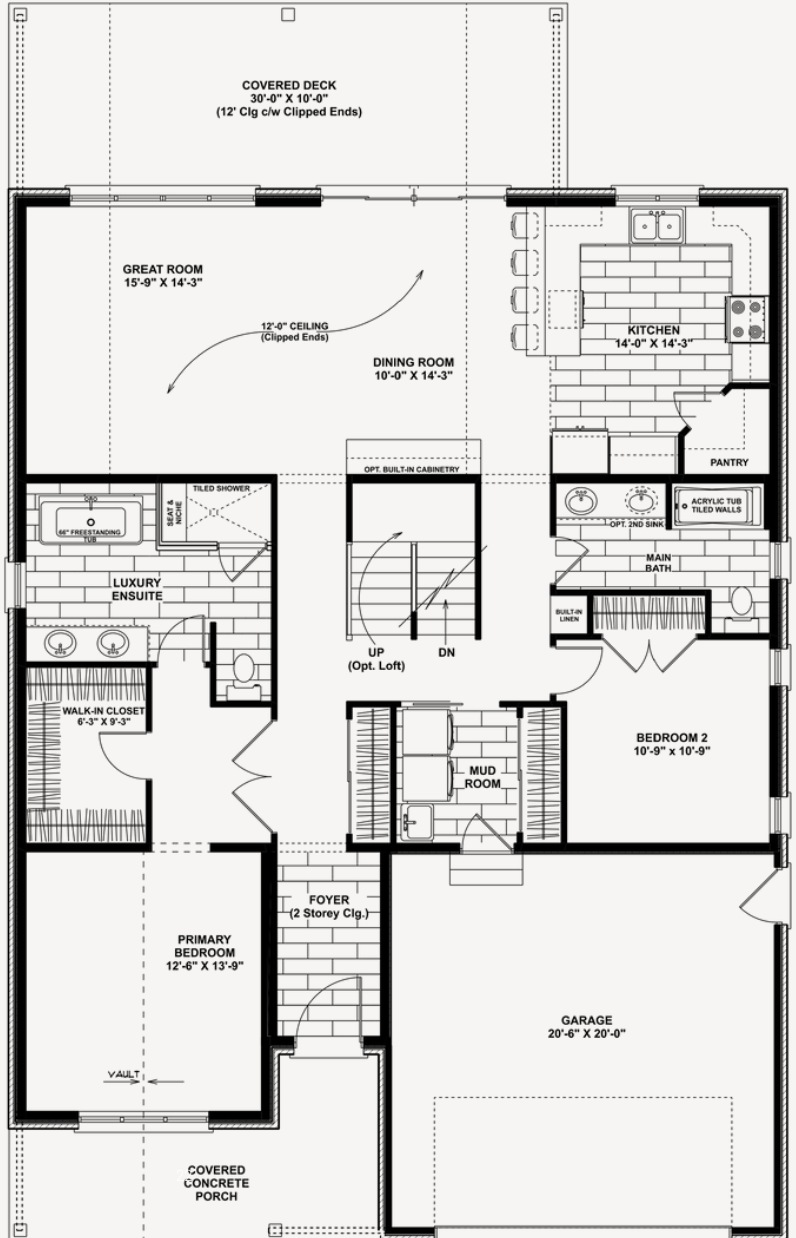 COVERED DECK
30'-0" X 10'-0"
(12' Clg c/w Clipped Ends)
GREAT ROOM
15'-9" X 14'-3"
12'-0" CEILING
(Clipped Ends)
DINING ROOM
10'-0" X 14'-3"
KITCHEN
14'-0" X 14'-3"
PANTRY
OPT. BUILT-IN CABINETRY
TILED SHOWER
SEAT &
NICHE
66" FREESTANDING
TUB
LUXURY
ENSUITE
ACRYLIC TUB
TILED WALLS
OPT. 2ND SINK
MAIN
BATH
BUILT-IN
LINEN
UP
(Opt. Loft)
DN
WALK-IN CLOSET
6'-3" X 9'-3"
BEDROOM 2
10'-9" x 10'-9"
MUD
ROOM
FOYER
(2 Storey Clg.)
PRIMARY
BEDROOM
12'-6" X 13'-9"
GARAGE
20'-6" X 20'-0"
VAULT
COVERED
CONCRETE
PORCH